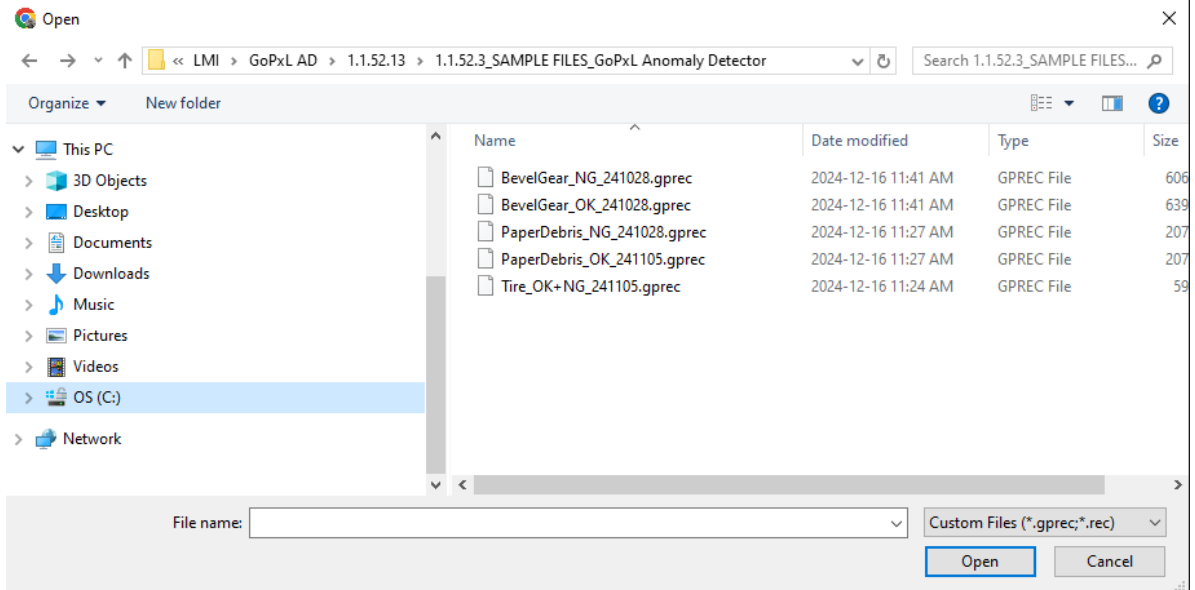 Open
« LMI > GoPxL AD > 1.1.52.13 > 1.1.52.3_SAMPLE FILES_GoPxL Anomaly Detector
Search 1.1.52.3_SAMPLE FILES...
Organize New folder
This PC
3D Objects
Desktop
Documents
Downloads
Music
Pictures
Videos
OS (C:)
Network
Name Date modified Type Size
BevelGear_NG_241028.gprec 2024-12-16 11:41 AM GPREC File 606
BevelGear_OK_241028.gprec 2024-12-16 11:41 AM GPREC File 639
PaperDebris_NG_241028.gprec 2024-12-16 11:27 AM GPREC File 207
PaperDebris_OK_241105.gprec 2024-12-16 11:27 AM GPREC File 207
Tire_OK+NG_241105.gprec 2024-12-16 11:24 AM GPREC File 59
File name: Custom Files (*.gprec;*.rec)
Open Cancel